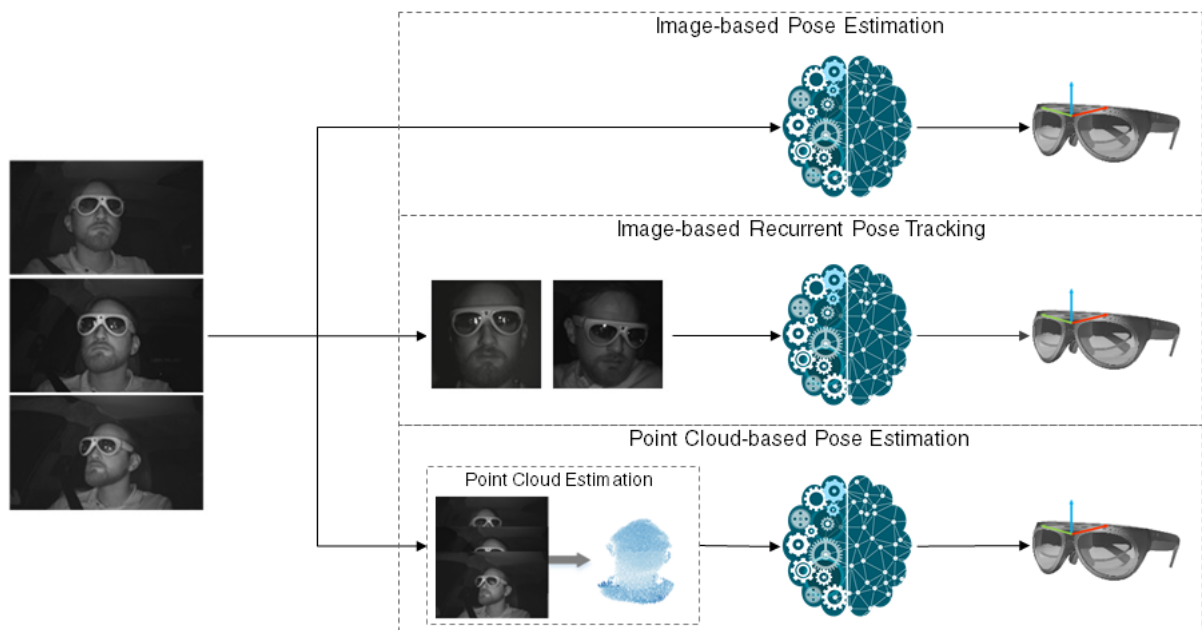 Image-based Pose Estimation
Image-based Recurrent Pose Tracking
Point Cloud-based Pose Estimation
Point Cloud Estimation